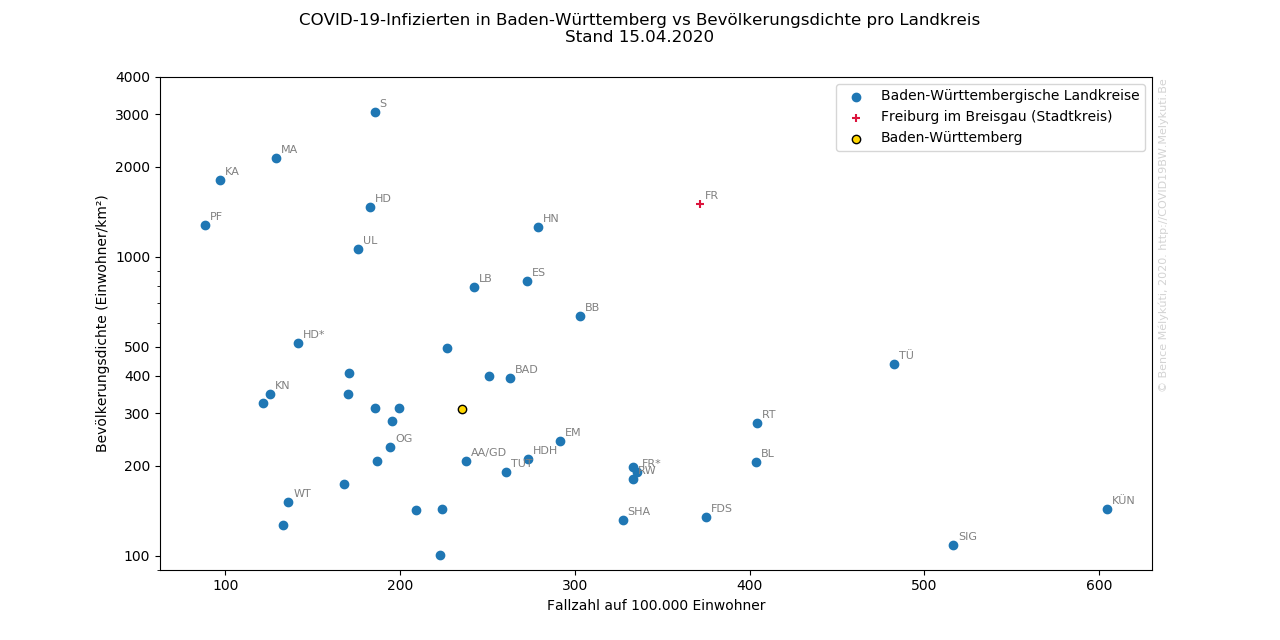 COVID-19-Infizierten in Baden-Württemberg vs Bevölkerungsdichte pro Landkreis
Stand 15.04.2020
Baden-Württembergische Landkreise
Freiburg im Breisgau (Stadtkreis)
Baden-Württemberg
4000
3000
2000
1000
500
400
300
200
100
Bevölkerungsdichte (Einwohner/km²)
S
MA
KA
HD
FR
PF
HN
UL
ES
LB
BB
HD*
TÜ
BAD
KN
RT
EM
OG
HDH
AA/GD
BL
TUT
FR*
RW
WT
KÜN
FDS
SHA
SIG
100
200
300
400
500
600
Fallzahl auf 100.000 Einwohner
© Bence Mélykúti, 2020. http://COVID19BW.Melykuti.Be